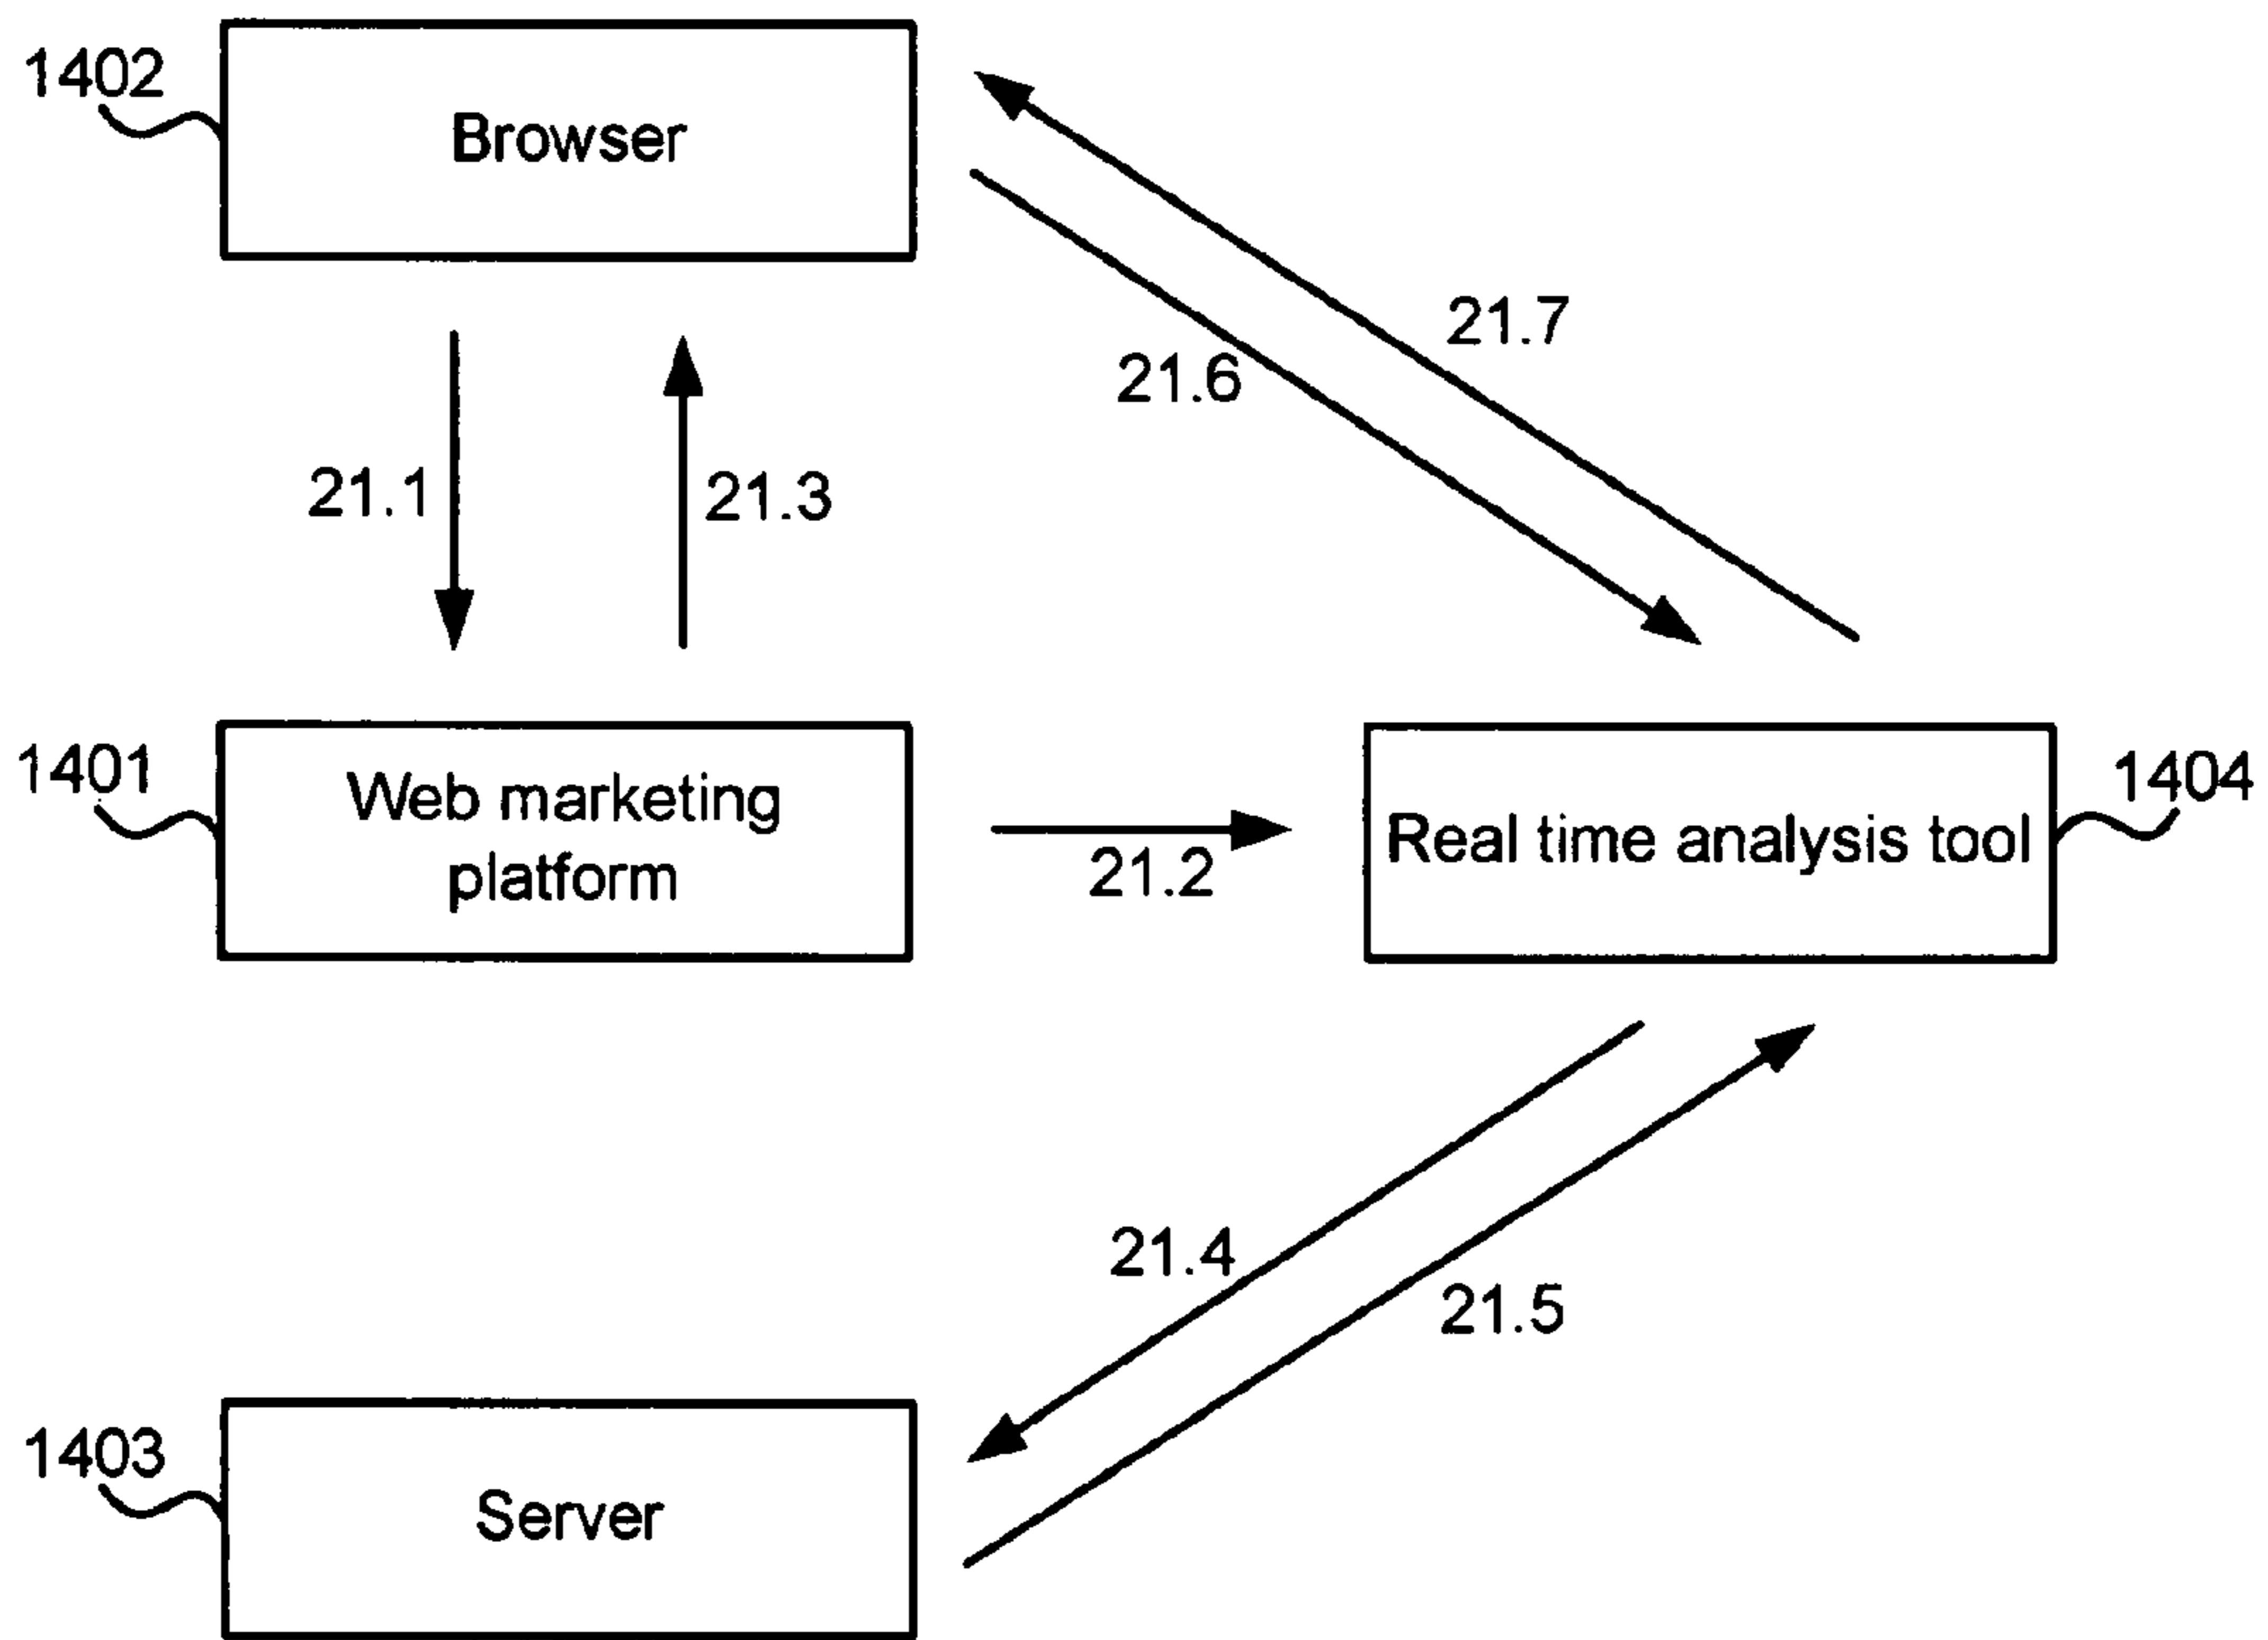 1402
Browser
21.7
21.6
21.1
21.3
1401
Web marketing
platform
21.2
Real time analysis tool
1404
21.4
21.5
1403
Server